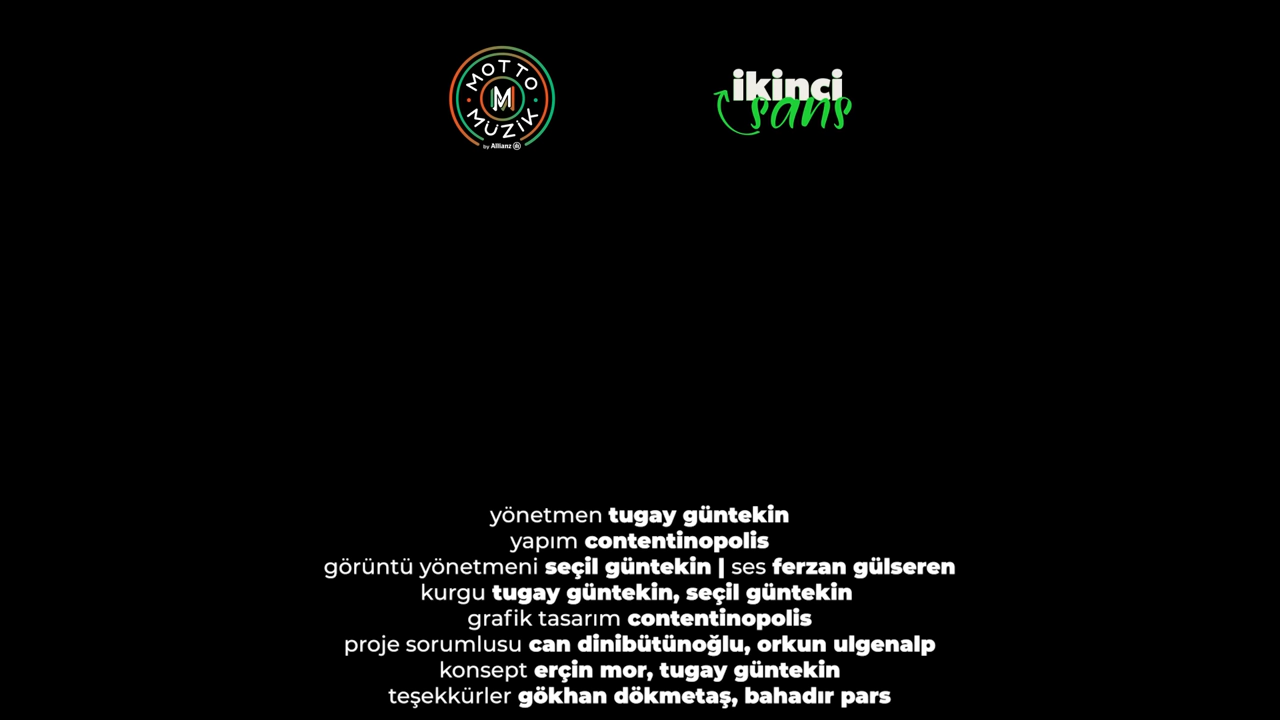 MOTTO
M
MÜZİK
by Allianz
ikinci
sans
yönetmen tugay güntekin
yapım contentinopolis
görüntü yönetmeni seçil güntekin | ses ferzan gülseren
kurgu tugay güntekin, seçil güntekin
grafik tasarım contentinopolis
proje sorumlusu can dinibütünoğlu, orkun ulgenalp
konsept erçin mor, tugay güntekin
teşekkürler gökhan dökmetaş, bahadır pars